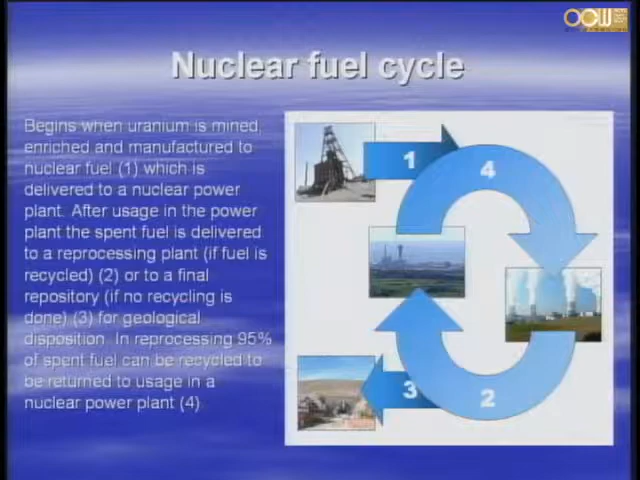 OCW
Nuclear fuel cycle
Begins when uranium is mined,
enriched and manufactured to
nuclear fuel (1) which is
delivered to a nuclear power
plant. After usage in the power
plant the spent fuel is delivered
to a reprocessing plant (if fuel is
recycled) (2) or to a final
repository (if no recycling is
done) (3) for geological
disposition. In reprocessing 95%
of spent fuel can be recycled to
be returned to usage in a
nuclear power plant (4)
1
4
3
2